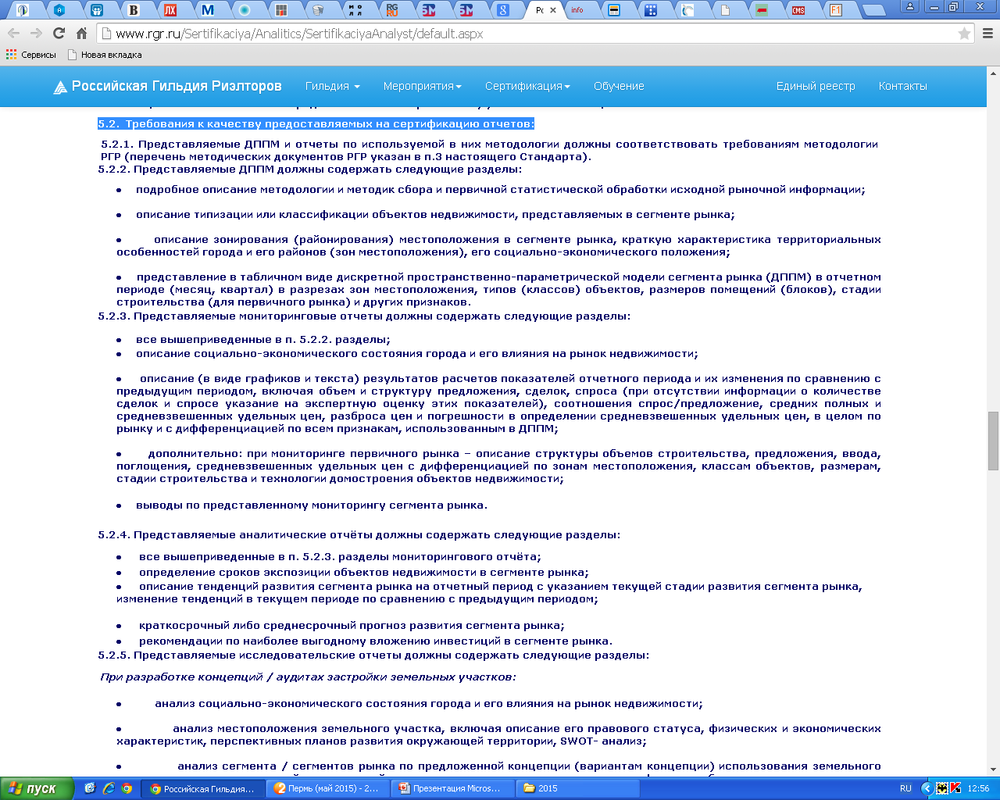 МОЛЛ
RG RU
Рс
info
CMS
F1
www.rgr.ru/Sertifikaciya/Analitics/SertifikaciyaAnalyst/default.aspx
Сервисы Новая вкладка
Российская Гильдия Риэлторов Гильдия Мероприятия Сертификация Обучение Единый реестр Контакты
5.2. Требования к качеству предоставляемых на сертификацию отчетов:
5.2.1. Представляемые ДППМ и отчеты по используемой в них методологии должны соответствовать требованиям методологии
РГР (перечень методических документов РГР указан в п.3 настоящего Стандарта).
5.2.2. Представляемые ДППМ должны содержать следующие разделы:
• подробное описание методологии и методик сбора и первичной статистической обработки исходной рыночной информации;
• описание типизации или классификации объектов недвижимости, представляемых в сегменте рынка;
• описание зонирования (районирования) местоположения в сегменте рынка, краткую характеристика территориальных
особенностей города и его районов (зон местоположения), его социально-экономического положения;
• представление в табличном виде дискретной пространственно-параметрической модели сегмента рынка (ДППМ) в отчетном
периоде (месяц, квартал) в разрезах зон местоположения, типов (классов) объектов, размеров помещений (блоков), стадии
строительства (для первичного рынка) и других признаков.
5.2.3. Представляемые мониторинговые отчеты должны содержать следующие разделы:
• все вышеприведенные в п. 5.2.2. разделы;
• описание социально-экономического состояния города и его влияния на рынок недвижимости;
• описание (в виде графиков и текста) результатов расчетов показателей отчетного периода и их изменения по сравнению с
предыдущим периодом, включая объем и структуру предложения, сделок, спроса (при отсутствии информации о количестве
сделок и спросе указание на экспертную оценку этих показателей), соотношения спрос/предложение, средних полных и
средневзвешенных удельных цен, разброса цен и погрешности в определении средневзвешенных удельных цен, в целом по
рынку и с дифференциацией по всем признакам, использованным в ДППМ;
• дополнительно: при мониторинге первичного рынка – описание структуры объемов строительства, предложения, ввода,
поглощения, средневзвешенных удельных цен с дифференциацией по зонам местоположения, классам объектов, размерам,
стадии строительства и технологии домостроения объектов недвижимости;
• выводы по представленному мониторингу сегмента рынка.
5.2.4. Представляемые аналитические отчёты должны содержать следующие разделы:
• все вышеприведенные в п. 5.2.3. разделы мониторингового отчёта;
• определение сроков экспозиции объектов недвижимости в сегменте рынка;
• описание тенденций развития сегмента рынка на отчетный период с указанием текущей стадии развития сегмента рынка,
изменение тенденций в текущем периоде по сравнению с предыдущим периодом;
• краткосрочный либо среднесрочный прогноз развития сегмента рынка;
• рекомендации по наиболее выгодному вложению инвестиций в сегменте рынка.
5.2.5. Представляемые исследовательские отчеты должны содержать следующие разделы:
При разработке концепций / аудитах застройки земельных участков:
• анализ социально-экономического состояния города и его влияния на рынок недвижимости;
• анализ местоположения земельного участка, включая описание его правового статуса, физических и экономических
характеристик, перспективных планов развития окружающей территории, SWOT- анализ;
• анализ сегмента / сегментов рынка по предложенной концепции (вариантам концепции) использования земельного
пуск Российская Гильдия... Пермь (май 2015) - 2... Презентация Micros... 2015 RU 12:56